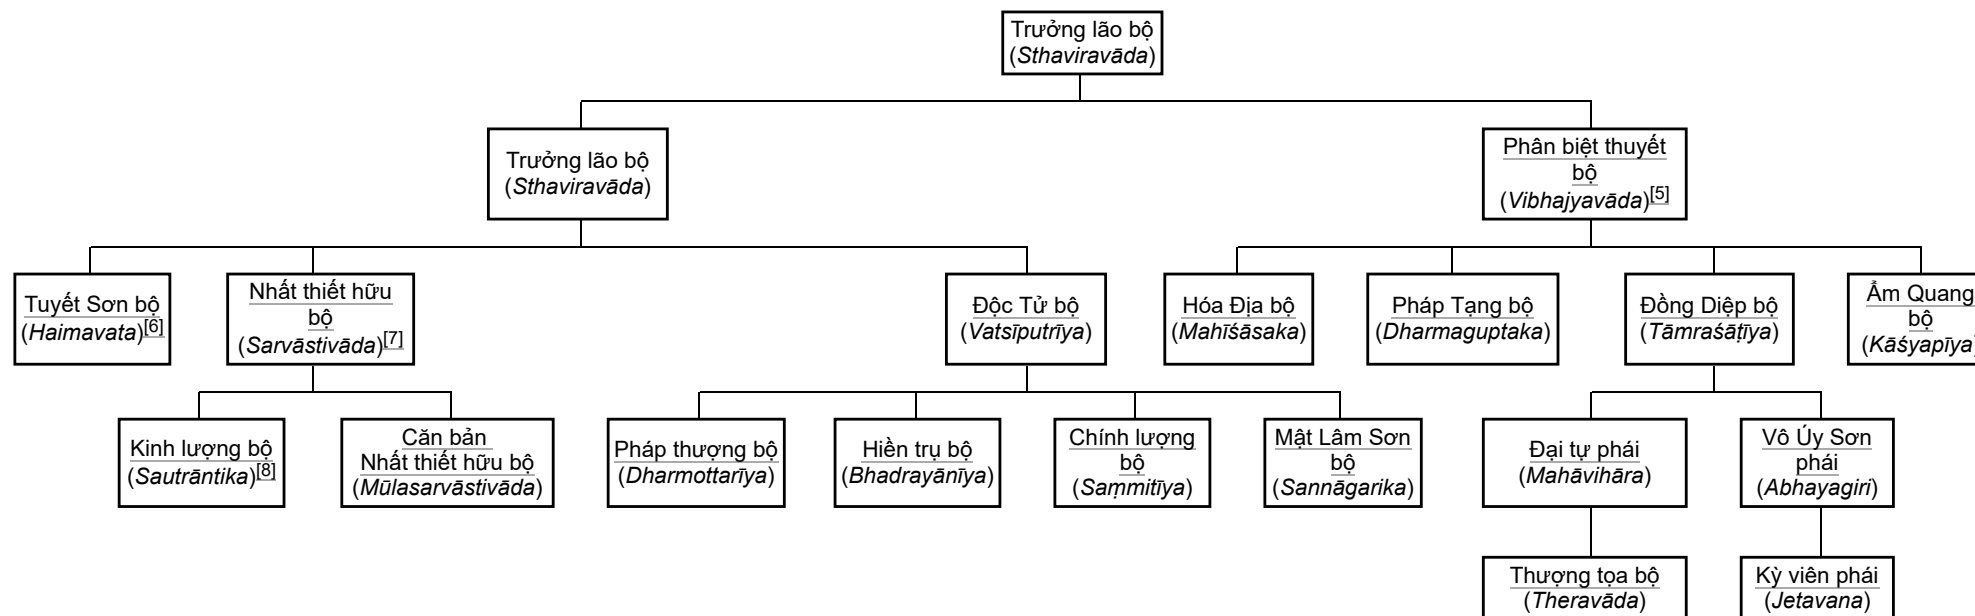 Trưởng lão bộ
(Sthaviravāda)
Trưởng lão bộ
(Sthaviravāda)
Phân biệt thuyết
bộ
(Vibhajyavāda)[5]
Tuyết Sơn bộ
(Haimavata)[6]
Nhất thiết hữu
bộ
(Sarvāstivāda)[7]
Độc Tử bộ
(Vatsīputrīya)
Hóa Địa bộ
(Mahīśāsaka)
Pháp Tạng bộ
(Dharmaguptaka)
Đồng Diệp bộ
(Tāmraśāṭīya)
Ẩm Quang
bộ
(Kāśyapīya)
Kinh lượng bộ
(Sautrāntika)[8]
Căn bản
Nhất thiết hữu bộ
(Mūlasarvāstivāda)
Pháp thượng bộ
(Dharmottarīya)
Hiền trụ bộ
(Bhadrayānīya)
Chính lượng
bộ
(Saṃmitīya)
Mật Lâm Sơn
bộ
(Sannāgarika)
Đại tự phái
(Mahāvihāra)
Vô Úy Sơn
phái
(Abhayagiri)
Thượng tọa bộ
(Theravāda)
Kỳ viên phái
(Jetavana)